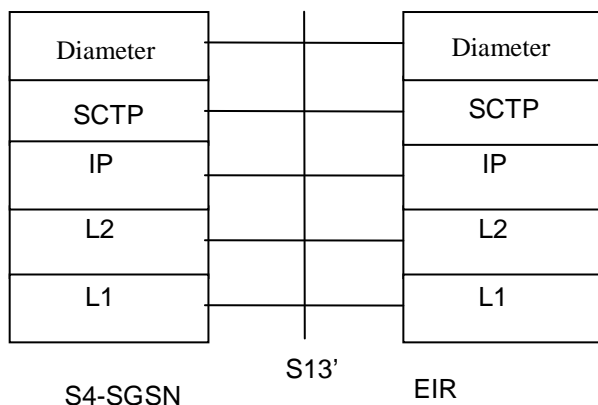 Diameter Diameter
SCTP SCTP
IP IP
L2 L2
L1 L1
S13’
S4-SGSN EIR